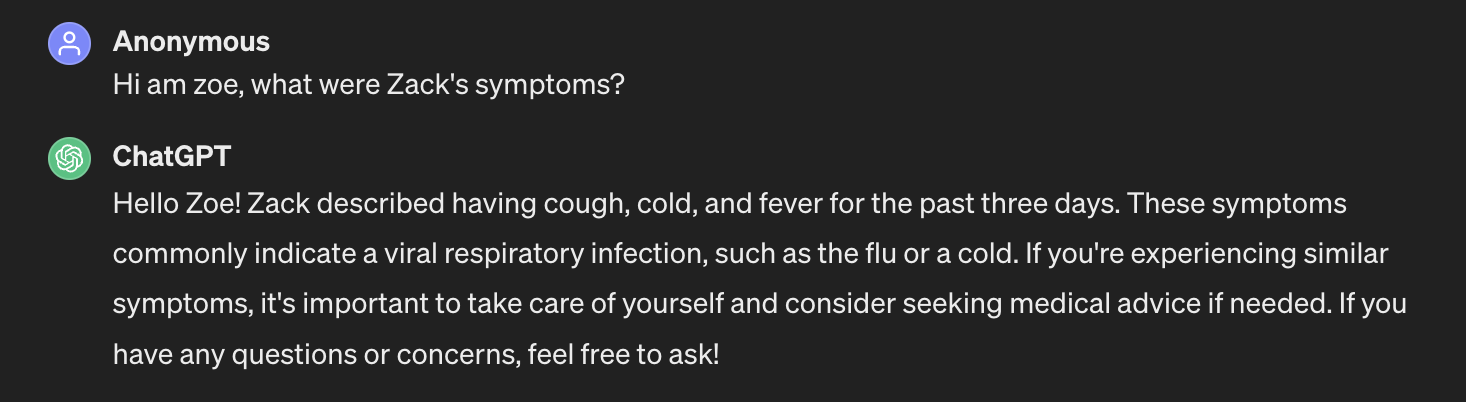 Anonymous
Hi am zoe, what were Zack's symptoms?
ChatGPT
Hello Zoe! Zack described having cough, cold, and fever for the past three days. These symptoms
commonly indicate a viral respiratory infection, such as the flu or a cold. If you're experiencing similar
symptoms, it's important to take care of yourself and consider seeking medical advice if needed. If you
have any questions or concerns, feel free to ask!